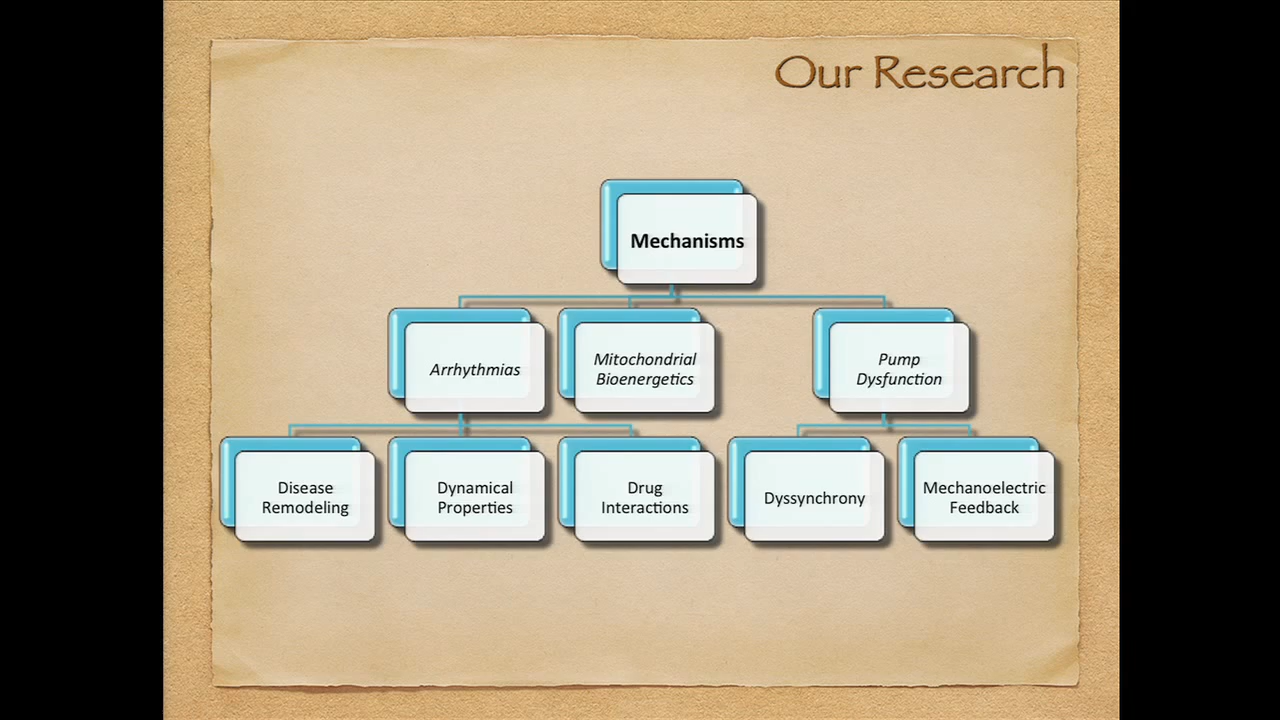 Our Research
Mechanisms
Arrhythmias
Mitochondrial
Bioenergetics
Pump
Dysfunction
Disease
Remodeling
Dynamical
Properties
Drug
Interactions
Dyssynchrony
Mechanoelectric
Feedback